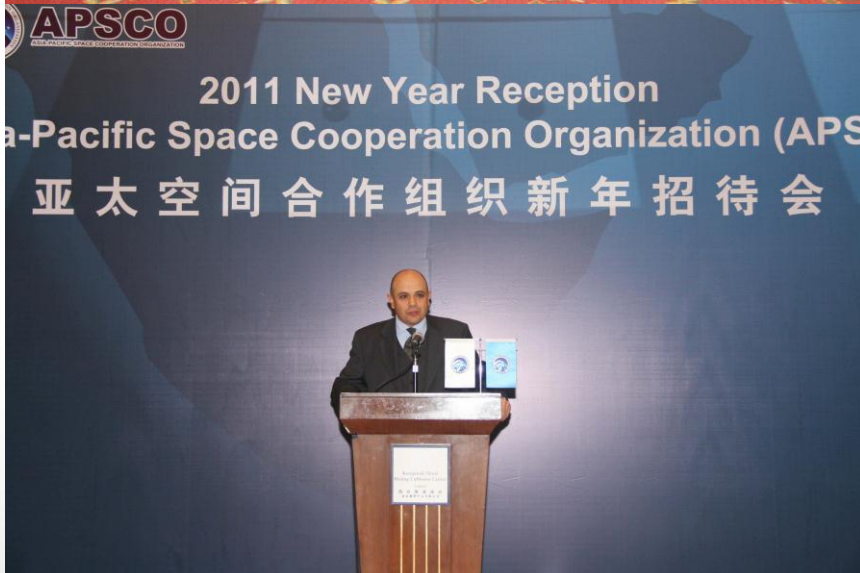 APSCO
ASIA-PACIFIC SPACE COOPERATION ORGANIZATION
2011 New Year Reception
a-Pacific Space Cooperation Organization (APS
亚太空间合作组织新年招待会